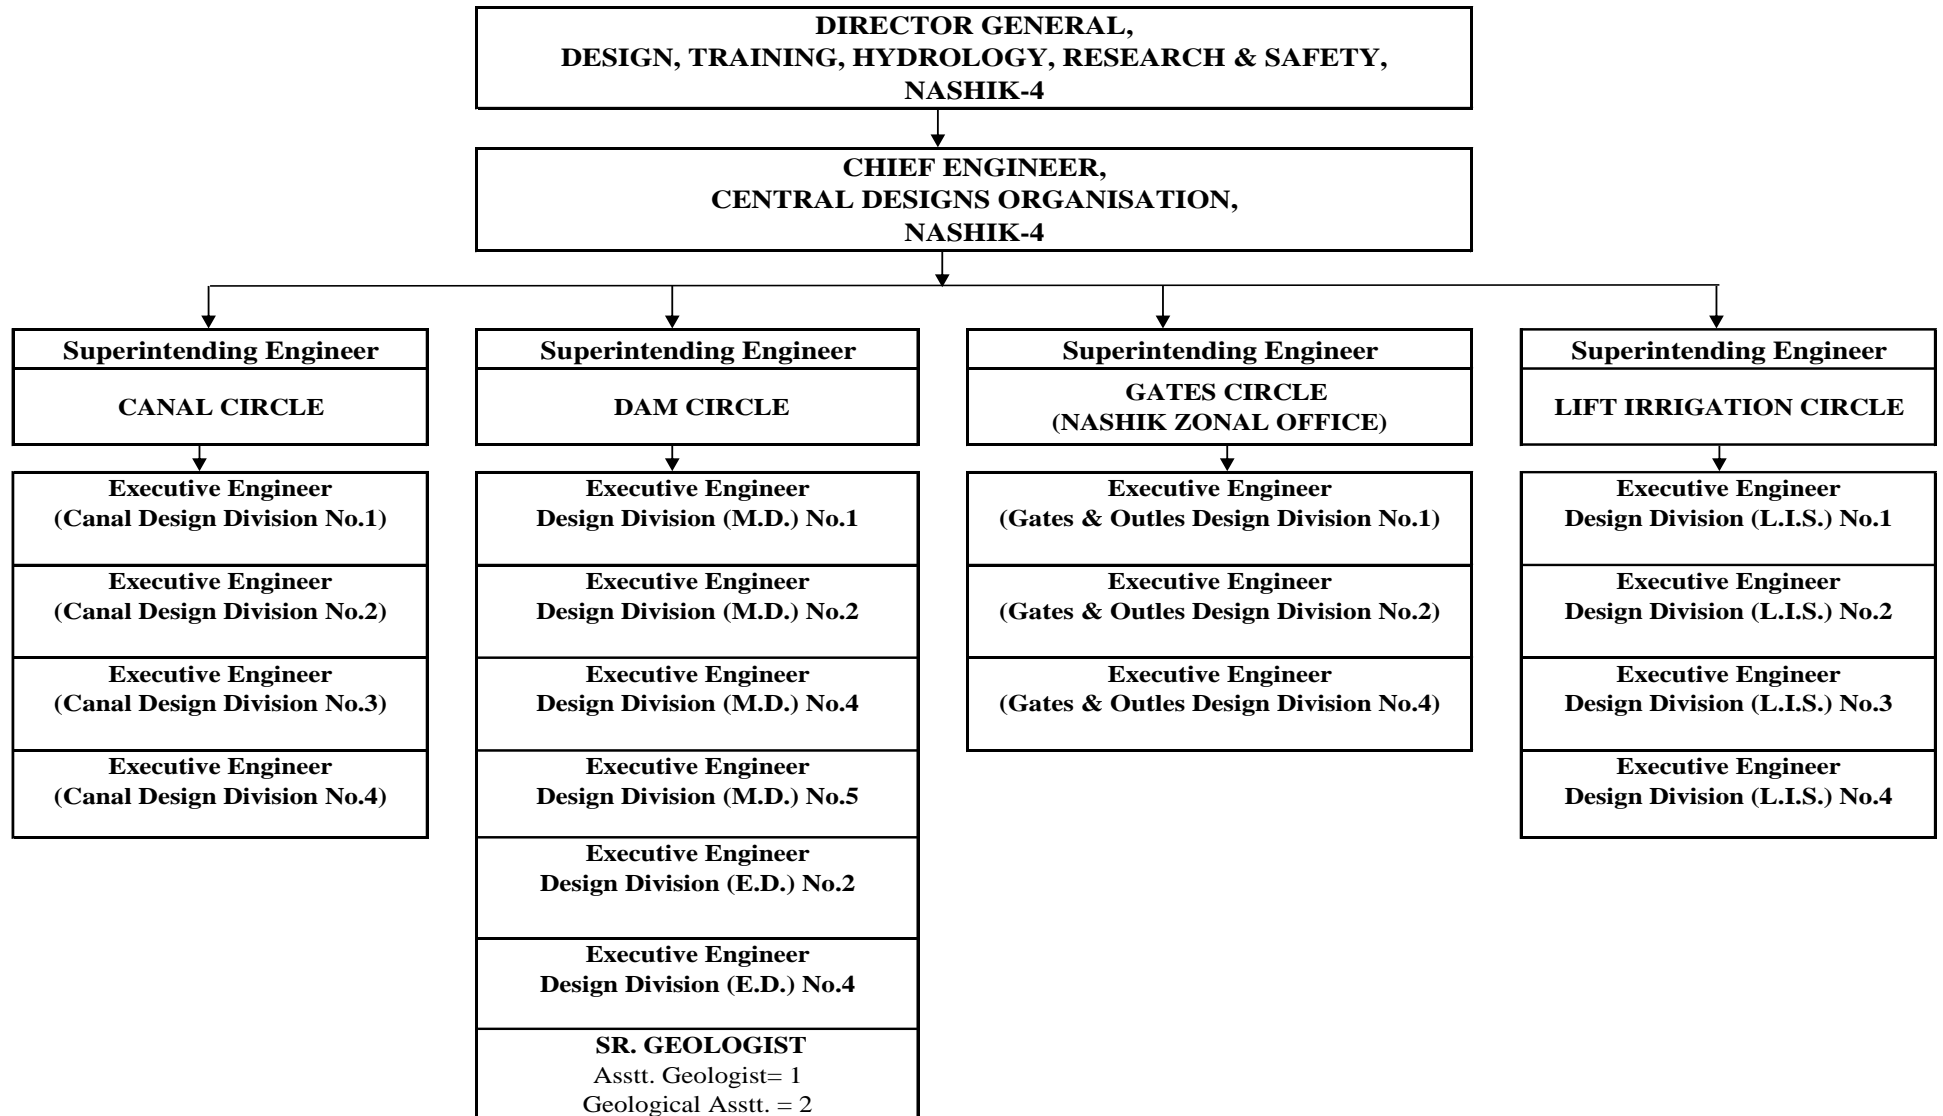 DIRECTOR GENERAL,
DESIGN, TRAINING, HYDROLOGY, RESEARCH & SAFETY,
NASHIK-4
CHIEF ENGINEER,
CENTRAL DESIGNS ORGANISATION,
NASHIK-4
Superintending Engineer
CANAL CIRCLE
Executive Engineer
(Canal Design Division No.1)
Executive Engineer
(Canal Design Division No.2)
Executive Engineer
(Canal Design Division No.3)
Executive Engineer
(Canal Design Division No.4)
Superintending Engineer
DAM CIRCLE
Executive Engineer
Design Division (M.D.) No.1
Executive Engineer
Design Division (M.D.) No.2
Executive Engineer
Design Division (M.D.) No.4
Executive Engineer
Design Division (M.D.) No.5
Executive Engineer
Design Division (E.D.) No.2
Executive Engineer
Design Division (E.D.) No.4
SR. GEOLOGIST
Asstt. Geologist= 1
Geological Asstt. = 2
Superintending Engineer
GATES CIRCLE
(NASHIK ZONAL OFFICE)
Executive Engineer
(Gates & Outles Design Division No.1)
Executive Engineer
(Gates & Outles Design Division No.2)
Executive Engineer
(Gates & Outles Design Division No.4)
Superintending Engineer
LIFT IRRIGATION CIRCLE
Executive Engineer
Design Division (L.I.S.) No.1
Executive Engineer
Design Division (L.I.S.) No.2
Executive Engineer
Design Division (L.I.S.) No.3
Executive Engineer
Design Division (L.I.S.) No.4